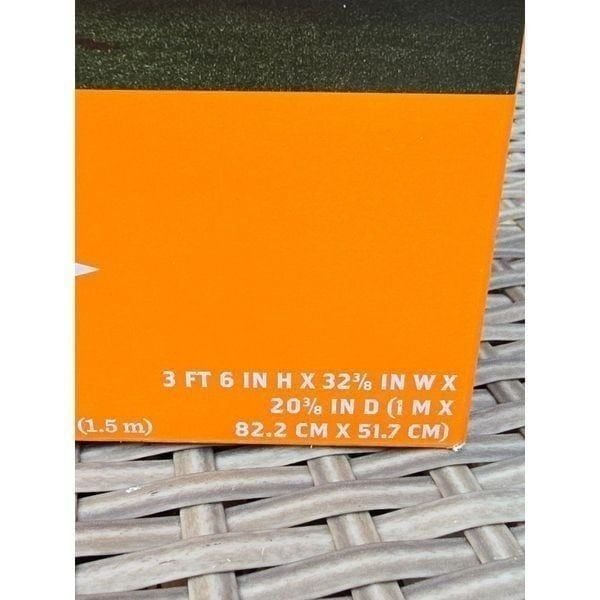 3 FT 6 IN H X 32⅜ IN W X
20⅜ IN D (1 M X
(1.5 m) 82.2 CM X 51.7 CM)